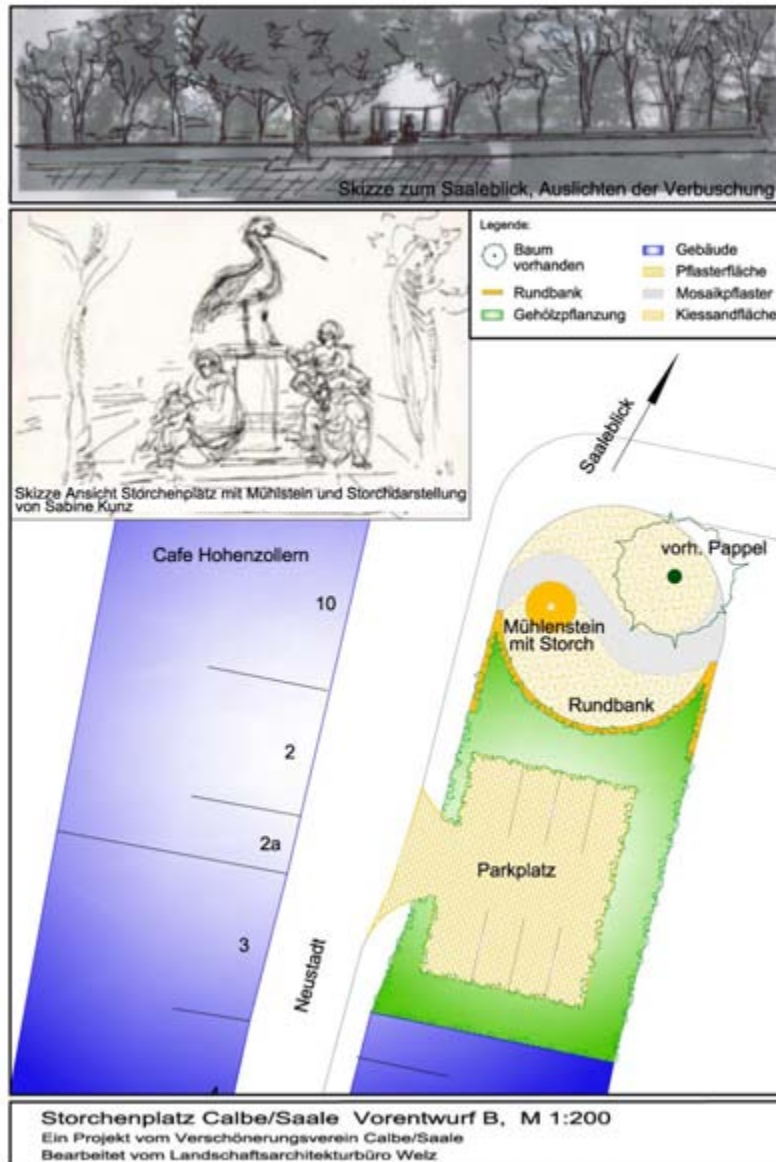 Skizze zum Saaleblick, Auslichten der Verbuschung
Skizze Ansicht Storchenplatz mit Mühlstein und Storchdarstellung
von Sabine Kunz
Legende:
Baum
vorhanden
Rundbank
Gehölzpflanzung
Gebäude
Pflasterfläche
Mosaikpflaster
Kiessandfläche
Saaleblick
Cafe Hohenzollern
10
2
2a
3
4
Neustadt
vorh. Pappel
Mühlenstein
mit Storch
Rundbank
Parkplatz
Storchenplatz Calbe/Saale Vorentwurf B, M 1:200
Ein Projekt vom Verschönerungsverein Calbe/Saale
Bearbeitet vom Landschaftsarchitekturbüro Welz